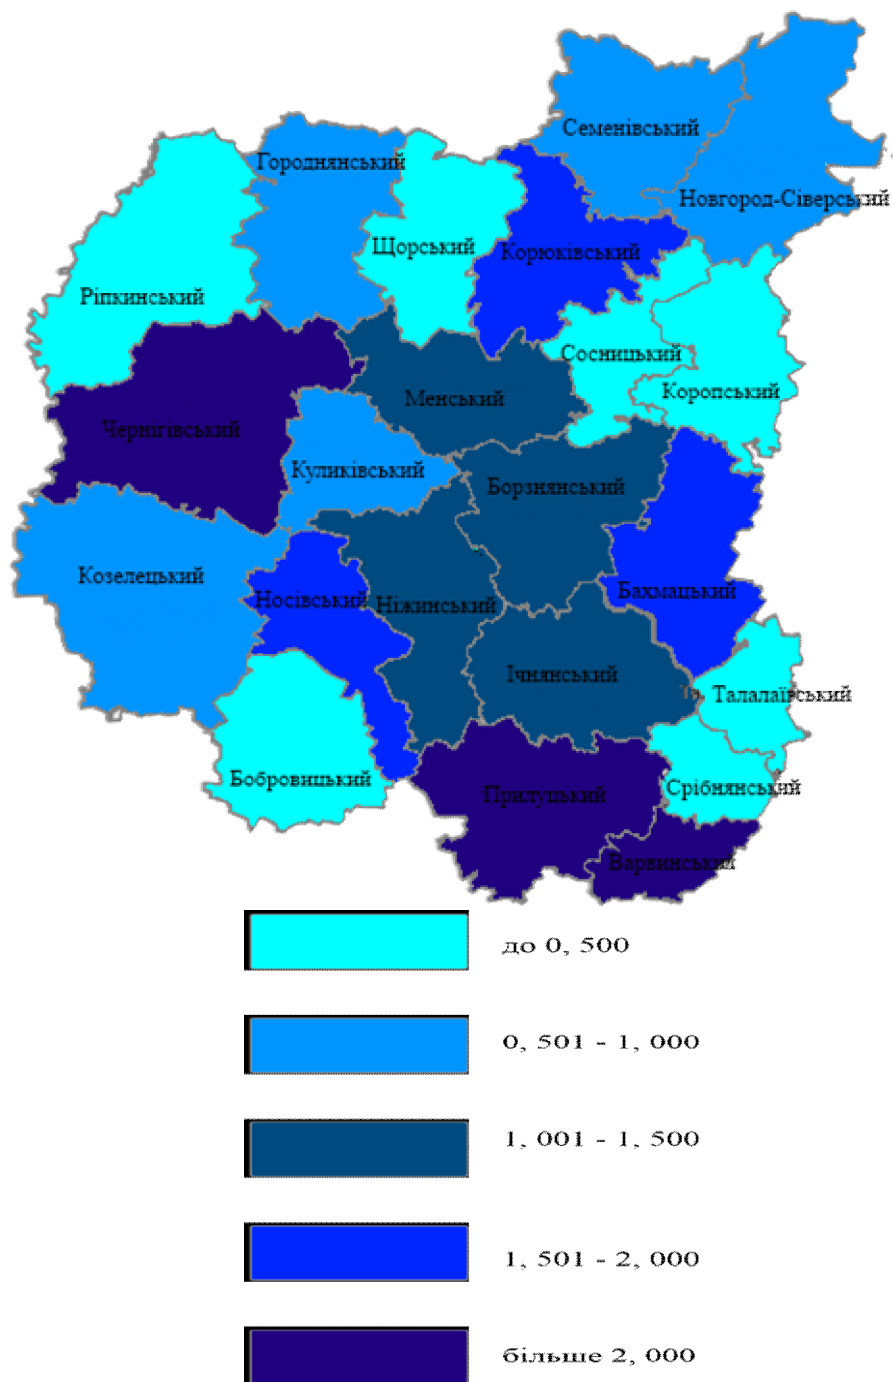 Семенівський
Городнянський
Новгород-Сіверський
Щорський
Корюківський
Ріпкинський
Сосницький
Коропський
Менський
Чернігівський
Куликівський
Борзнянський
Козелецький
Бахмацький
Носівський
Ніжинський
Ічнянський
Талалаївський
Бобровицький
Срібнянський
Прилуцький
Варвинський
до 0, 500
0, 501 - 1, 000
1, 001 - 1, 500
1, 501 - 2, 000
більше 2, 000